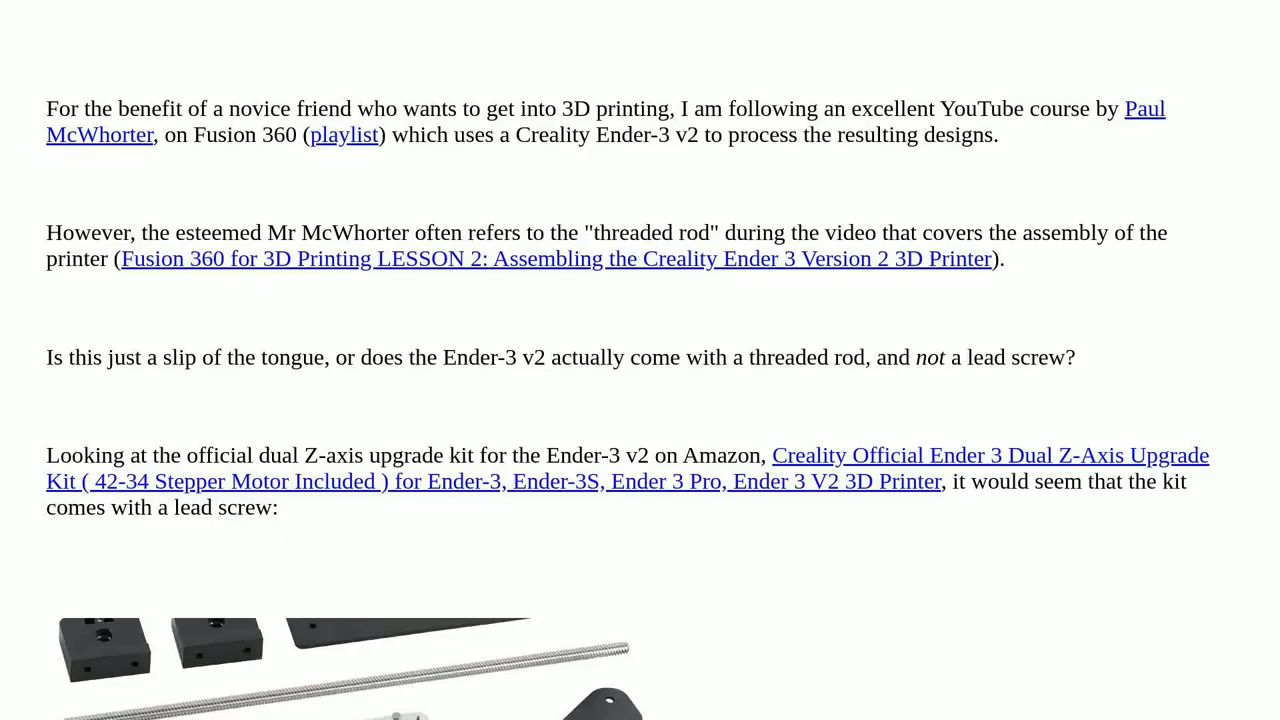 For the benefit of a novice friend who wants to get into 3D printing, I am following an excellent YouTube course by Paul
McWhorter, on Fusion 360 (playlist) which uses a Creality Ender-3 v2 to process the resulting designs.
However, the esteemed Mr McWhorter often refers to the "threaded rod" during the video that covers the assembly of the
printer (Fusion 360 for 3D Printing LESSON 2: Assembling the Creality Ender 3 Version 2 3D Printer).
Is this just a slip of the tongue, or does the Ender-3 v2 actually come with a threaded rod, and not a lead screw?
Looking at the official dual Z-axis upgrade kit for the Ender-3 v2 on Amazon, Creality Official Ender 3 Dual Z-Axis Upgrade
Kit ( 42-34 Stepper Motor Included ) for Ender-3, Ender-3S, Ender 3 Pro, Ender 3 V2 3D Printer, it would seem that the kit
comes with a lead screw: